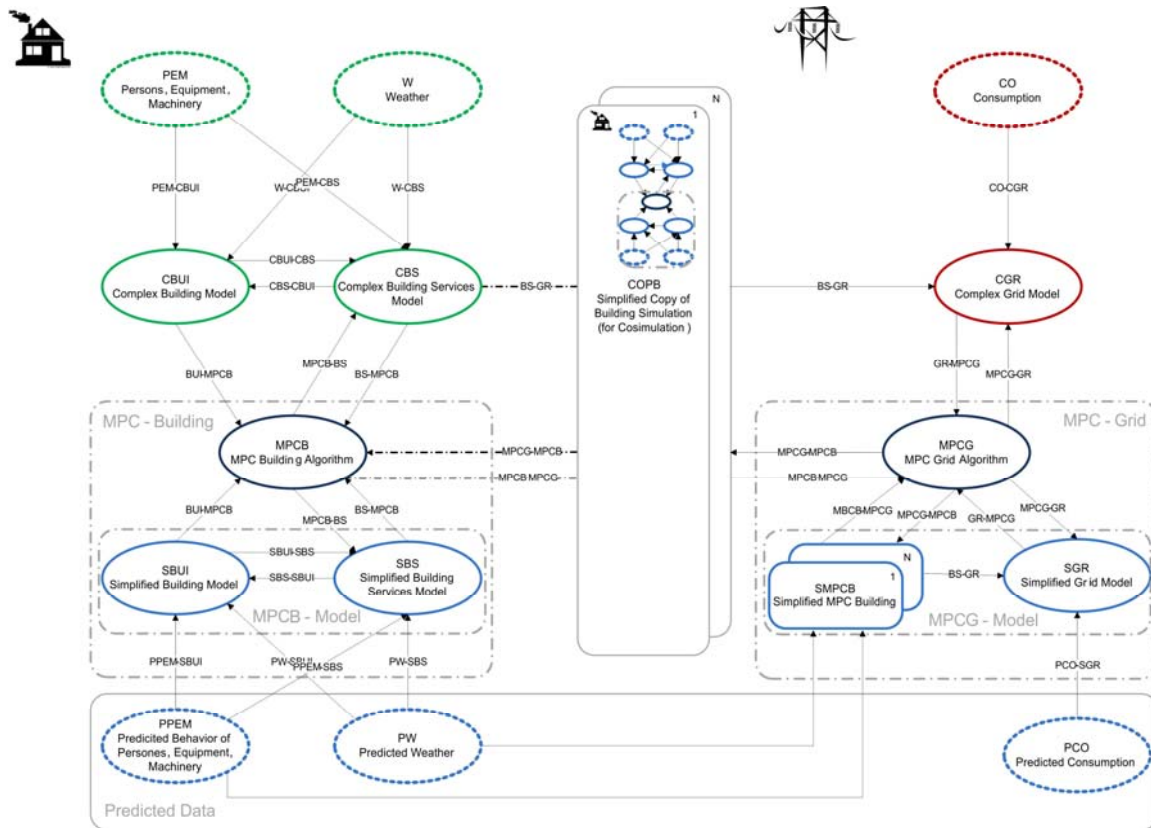 PEM
Persons, Equipment,
Machinery
W
Weather
N
1
CO
Consumption
PEM-CBUI
W-CBUI
PEM-CBS
W-CBS
CO-CGR
CBUI
Complex Building Model
CBUI-CBS
CBS-CBUI
CBS
Complex Building Services
Model
BS-GR
COPB
Simplified Copy of
Building Simulation
(for Cosimulation )
BS-GR
CGR
Complex Grid Model
BUI-MPCB
MPCB-BS
BS-MPCB
GR-MPCG
MPCG-GR
MPC - Building
MPC - Grid
MPCB
MPC Building Algorithm
MPCG-MPCB
MPCB-MPCG
MPCG-MPCB
MPCB-MPCG
MPCG
MPC Grid Algorithm
BUI-MPCB
MPCB-BS
BS-MPCB
MBCB-MPCG
MPCG-MPCB
GR-MPCG
MPCG-GR
SBUI
Simplified Building Model
SBUI-SBS
SBS-SBUI
SBS
Simplified Building
Services Model
MPCB - Model
N
1
SMPCB
Simplified MPC Building
BS-GR
SGR
Simplified Grid Model
MPCG - Model
PPEM-SBUI
PW-SBUI
PPEM-SBS
PW-SBS
PCO-SGR
PPEM
Predicited Behavior of
Persones, Equipment,
Machinery
PW
Predicted Weather
PCO
Predicted Consumption
Predicted Data